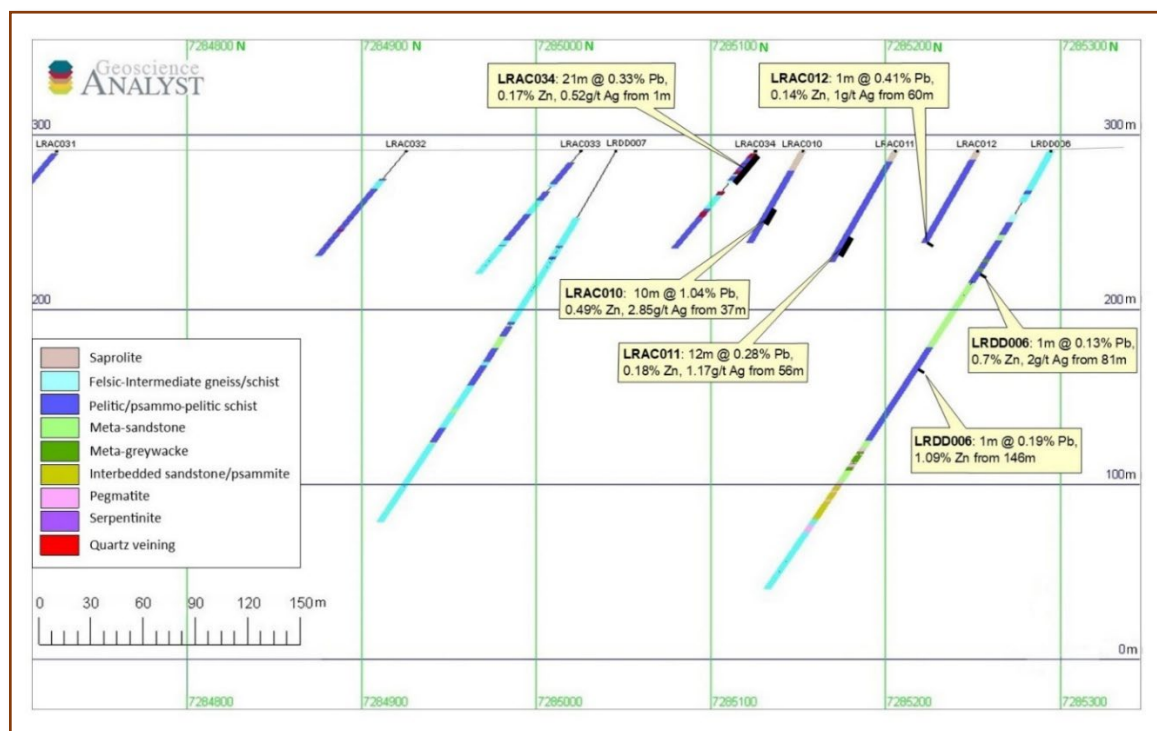 Geoscience
ANALYST
7284800 N
7284900 N
7285000 N
7285100 N
7285200 N
7285300 N
LRAC034: 21m @ 0.33% Pb,
0.17% Zn, 0.52g/t Ag from 1m
LRAC012: 1m @ 0.41% Pb,
0.14% Zn, 1g/t Ag from 60m
300
300 m
LRAC031
LRAC032
LRAC033
LRDD007
LRAC034
LRAC010
LRAC011
LRAC012
LRDD006
LRAC010: 10m @ 1.04% Pb,
0.49% Zn, 2.85g/t Ag from 37m
200
200 m
LRAC011: 12m @ 0.28% Pb,
0.18% Zn, 1.17g/t Ag from 56m
LRDD006: 1m @ 0.13% Pb,
0.7% Zn, 2g/t Ag from 81m
LRDD006: 1m @ 0.19% Pb,
1.09% Zn from 146m
Saprolite
Felsic-Intermediate gneiss/schist
Pelitic/psammo-pelitic schist
Meta-sandstone
Meta-greywacke
Interbedded sandstone/psammite
Pegmatite
Serpentinite
Quartz veining
100 m
0 30 60 90 120 150 m
0 m
7284800
7284900
7285000
7285100
7285200
7285300